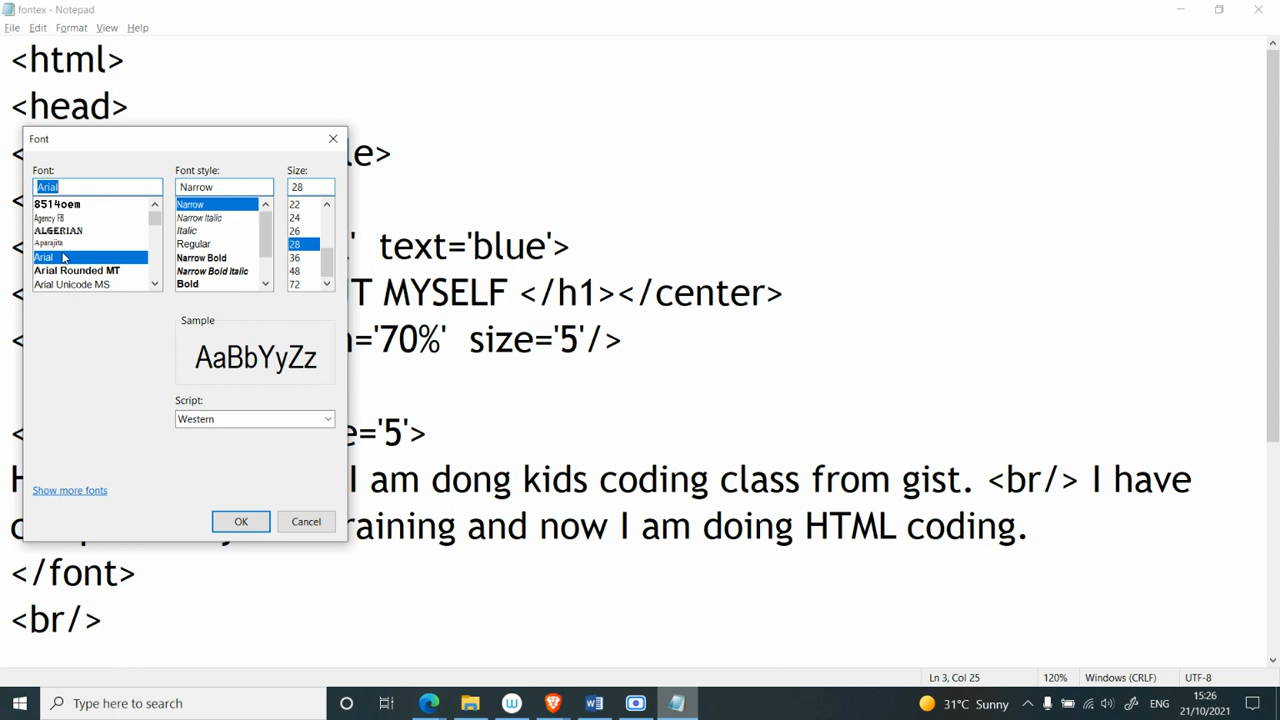 fontex - Notepad
File Edit Format View Help
<html>
<head>
Font
le>
Font: Font style: Size:
Arial Narrow 28
8514oem Narrow 22
Agency FB Narrow Italic 24
ALGERIAN Italic 26
Aparajita Regular 28
Arial Narrow Bold 36
Arial Rounded MT Narrow Bold Italic 48
Arial Unicode MS Bold 72
text='blue'>
T MYSELF </h1></center>
='70%' size='5'/>
Sample
AaBbYyZz
Script:
Western
e='5'>
I am dong kids coding class from gist. <br/> I have
Show more fonts
OK Cancel
raining and now I am doing HTML coding.
</font>
<br/>
Ln 3, Col 25 120% Windows (CRLF) UTF-8
Type here to search
31°C Sunny ENG 15:26
21/10/2021